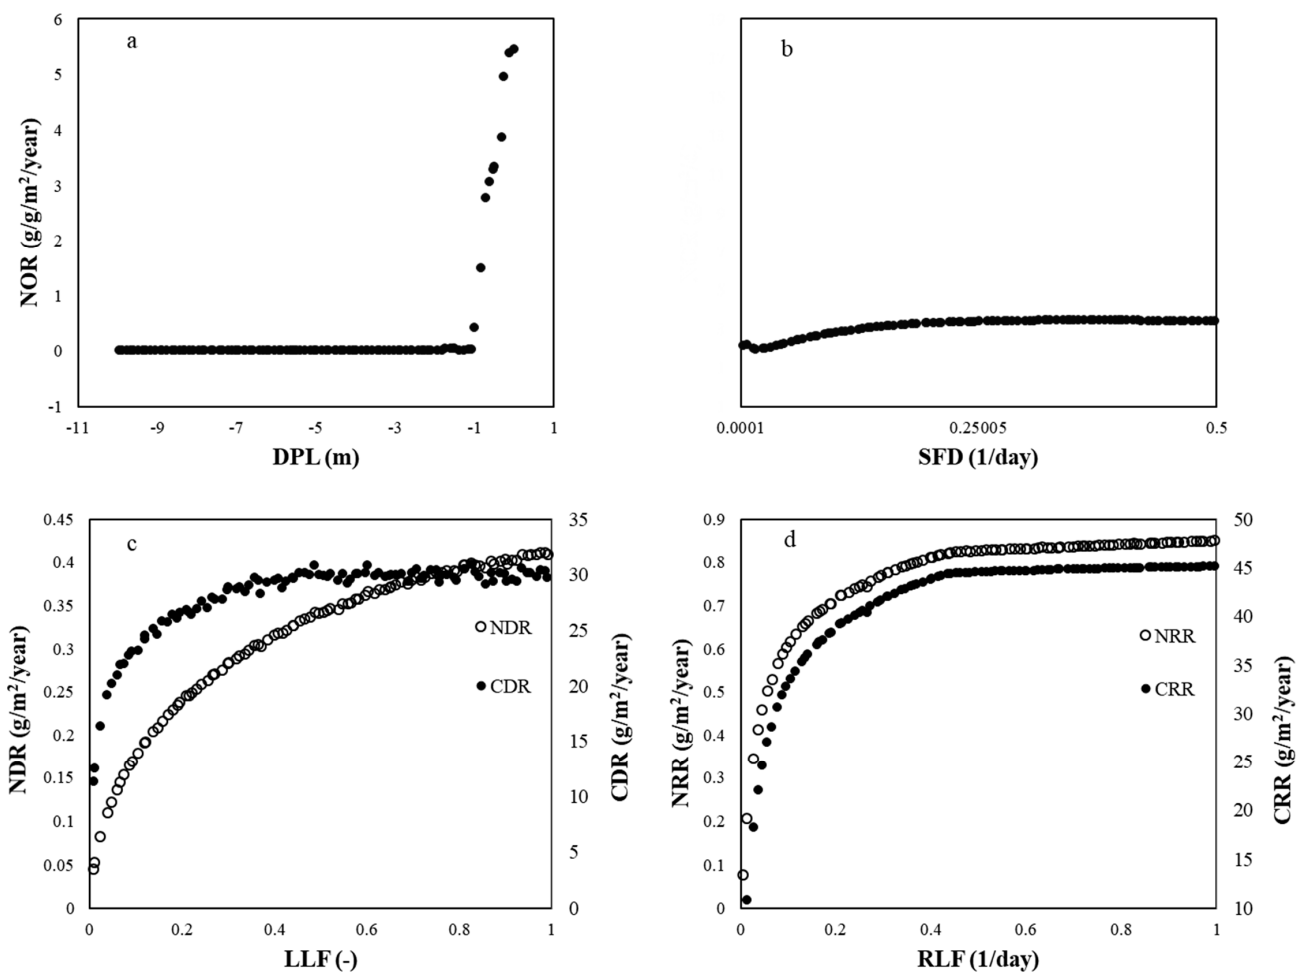 a
6
5
4
3
2
1
0
-1
NOR (g/g/m²/year)
-11 -9 -7 -5 -3 -1 1
DPL (m)
b
0.0001 0.25005 0.5
SFD (1/day)
c
0.45
0.4
0.35
0.3
0.25
0.2
0.15
0.1
0.05
0
NDR (g/m²/year)
35
30
25
20
15
10
5
0
CDR (g/m²/year)
NDR
CDR
0 0.2 0.4 0.6 0.8 1
LLF (-)
d
0.9
0.8
0.7
0.6
0.5
0.4
0.3
0.2
0.1
0
NRR (g/m²/year)
50
45
40
35
30
25
20
15
10
CRR (g/m²/year)
NRR
CRR
0 0.2 0.4 0.6 0.8 1
RLF (1/day)